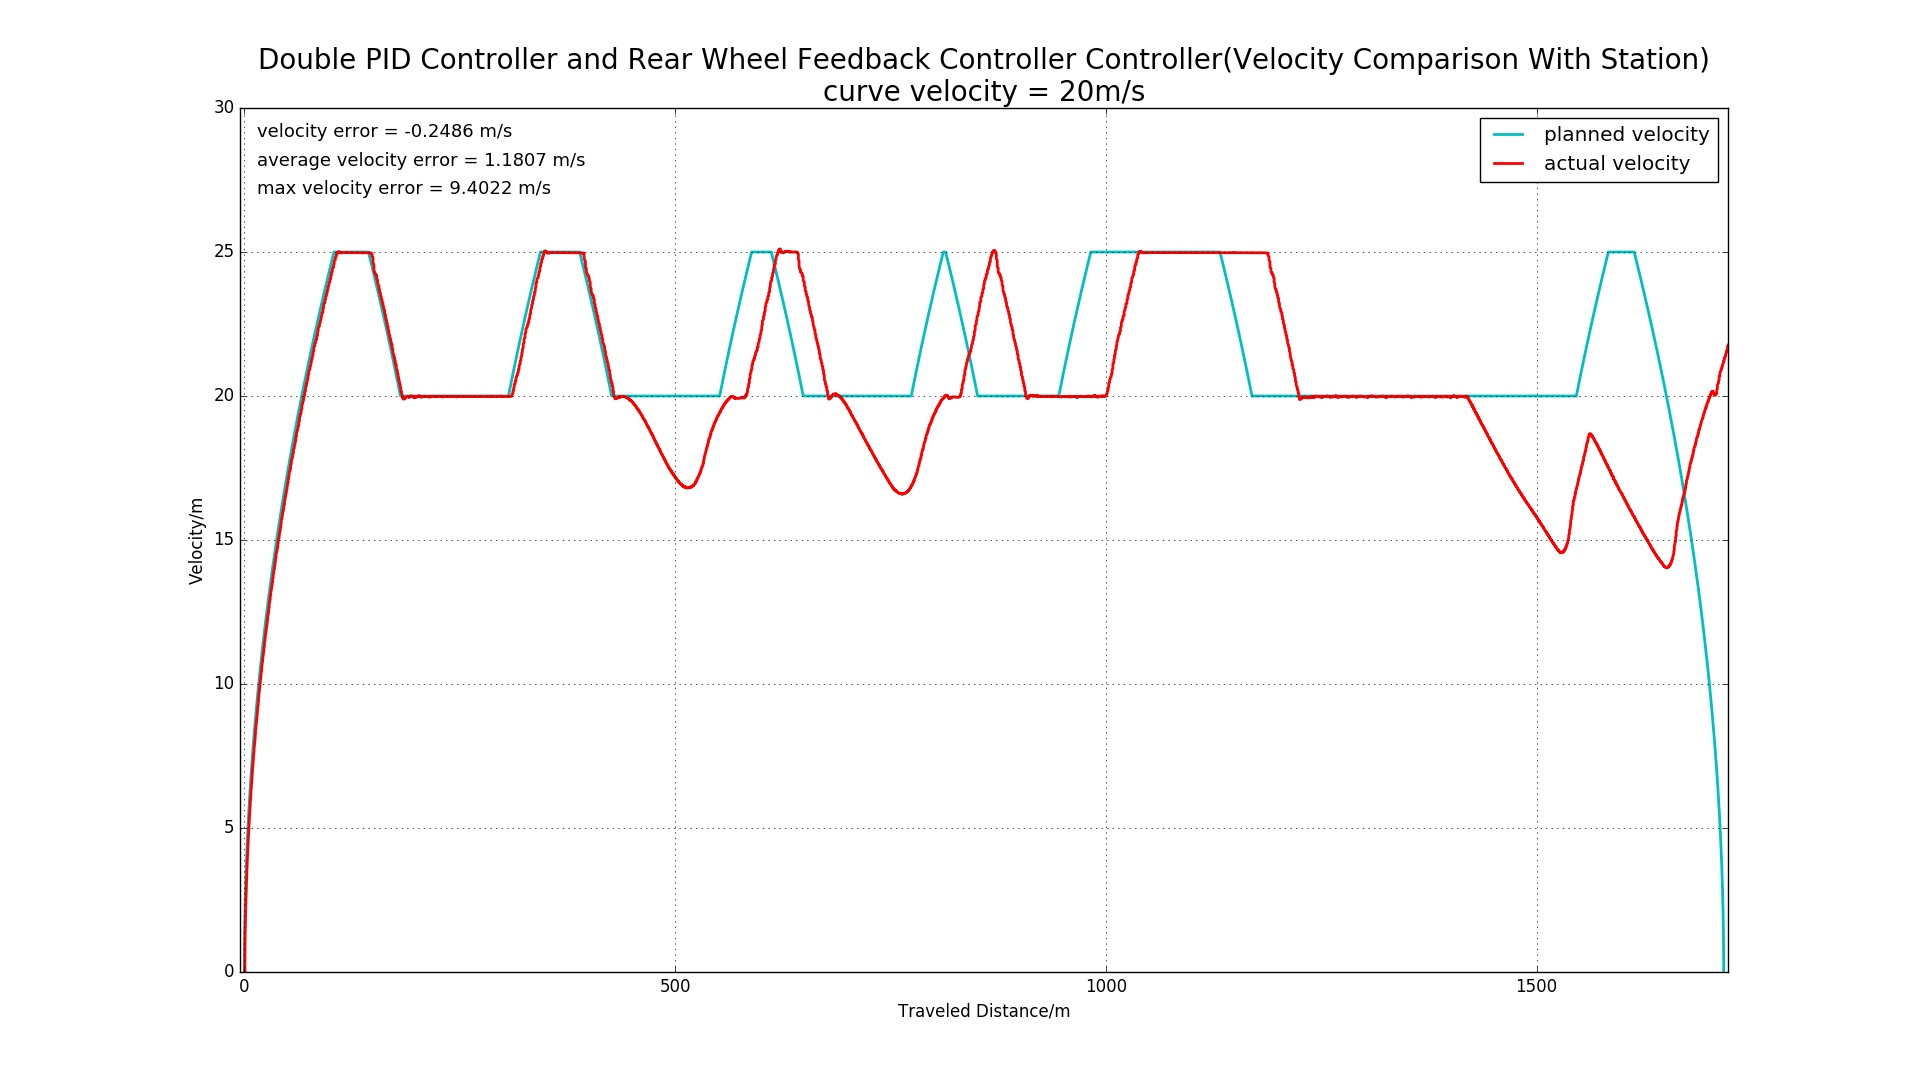 Double PID Controller and Rear Wheel Feedback Controller Controller(Velocity Comparison With Station)
curve velocity = 20m/s
velocity error = -0.2486 m/s
average velocity error = 1.1807 m/s
max velocity error = 9.4022 m/s
planned velocity
actual velocity
30
25
20
15
10
5
0
Velocity/m
0 500 1000 1500
Traveled Distance/m